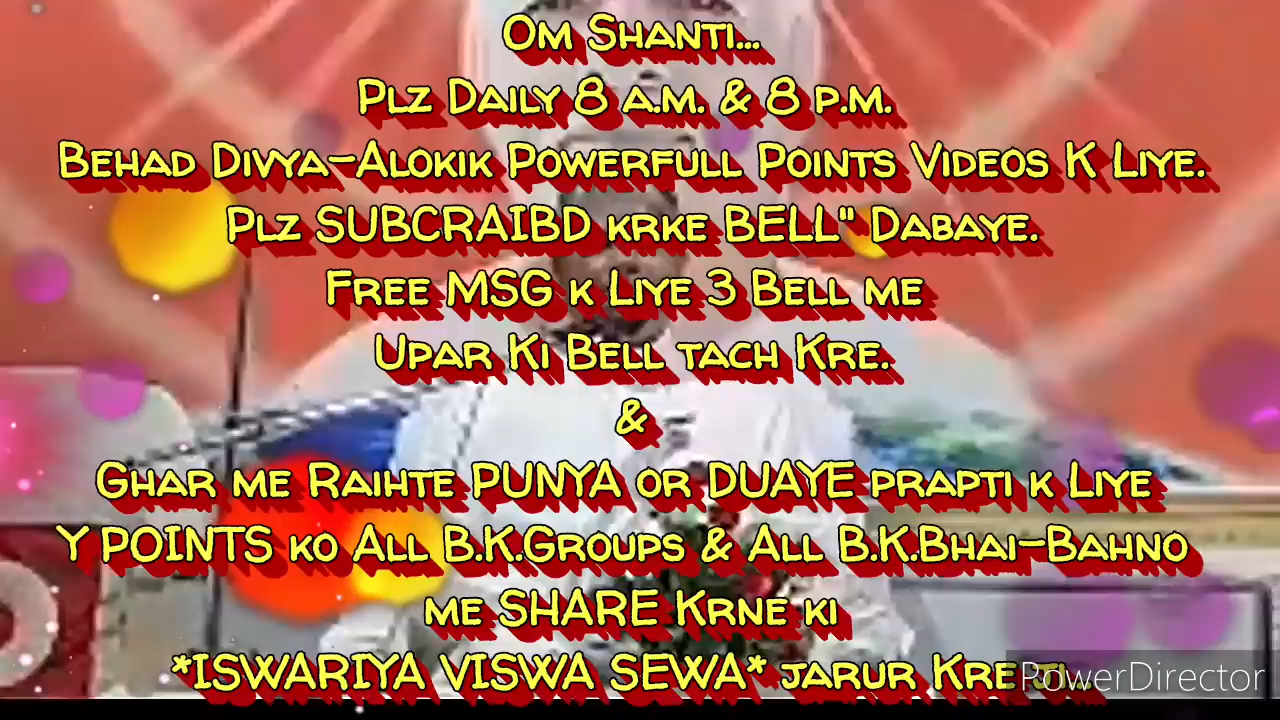 Om Shanti...
Plz Daily 8 a.m. & 8 p.m.
Behad Divya-Alokik Powerfull Points Videos K Liye.
Plz SUBCRAIBD krke BELL" Dabaye.
Free MSG k Liye 3 Bell me
Upar Ki Bell tach Kre.
&
Ghar me Raihte PUNYA or DUAYE prapti k Liye
Y POINTS ko All B.K.Groups & All B.K.Bhai-Bahno
me SHARE Krne ki
*ISWARIYA VISWA SEWA* jarur Kre
PowerDirector